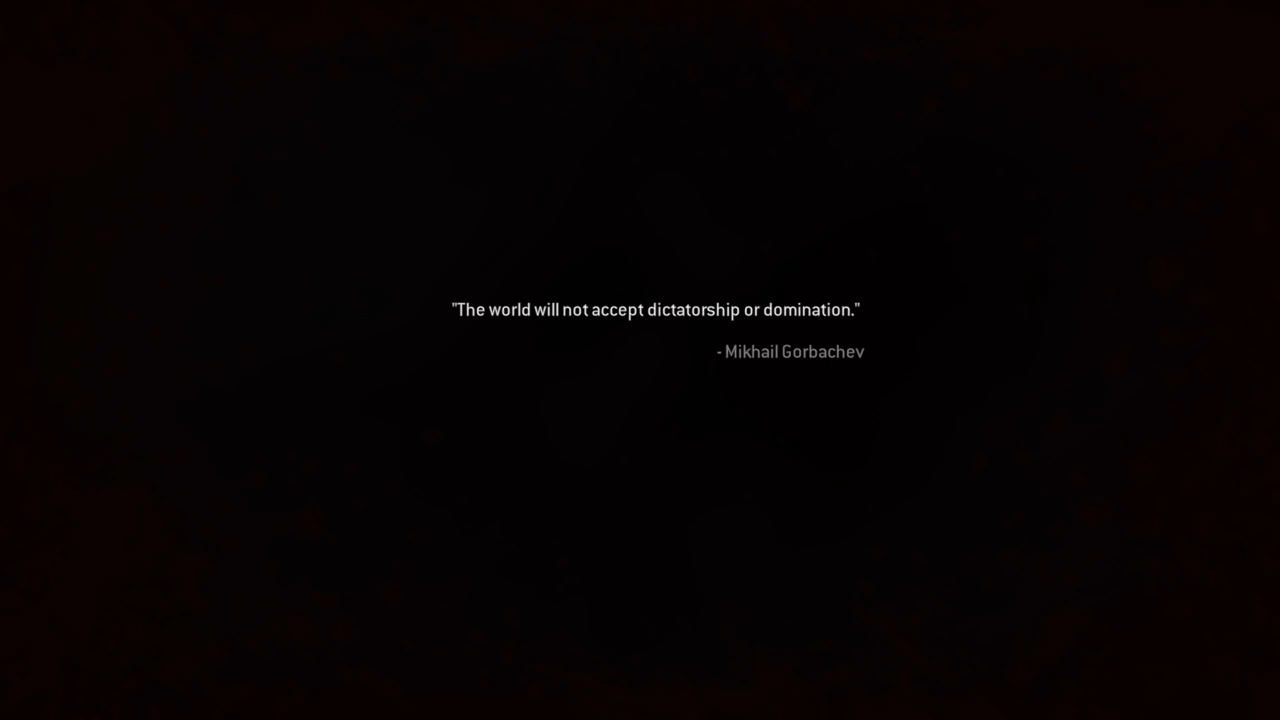 "The world will not accept dictatorship or domination."
- Mikhail Gorbachev